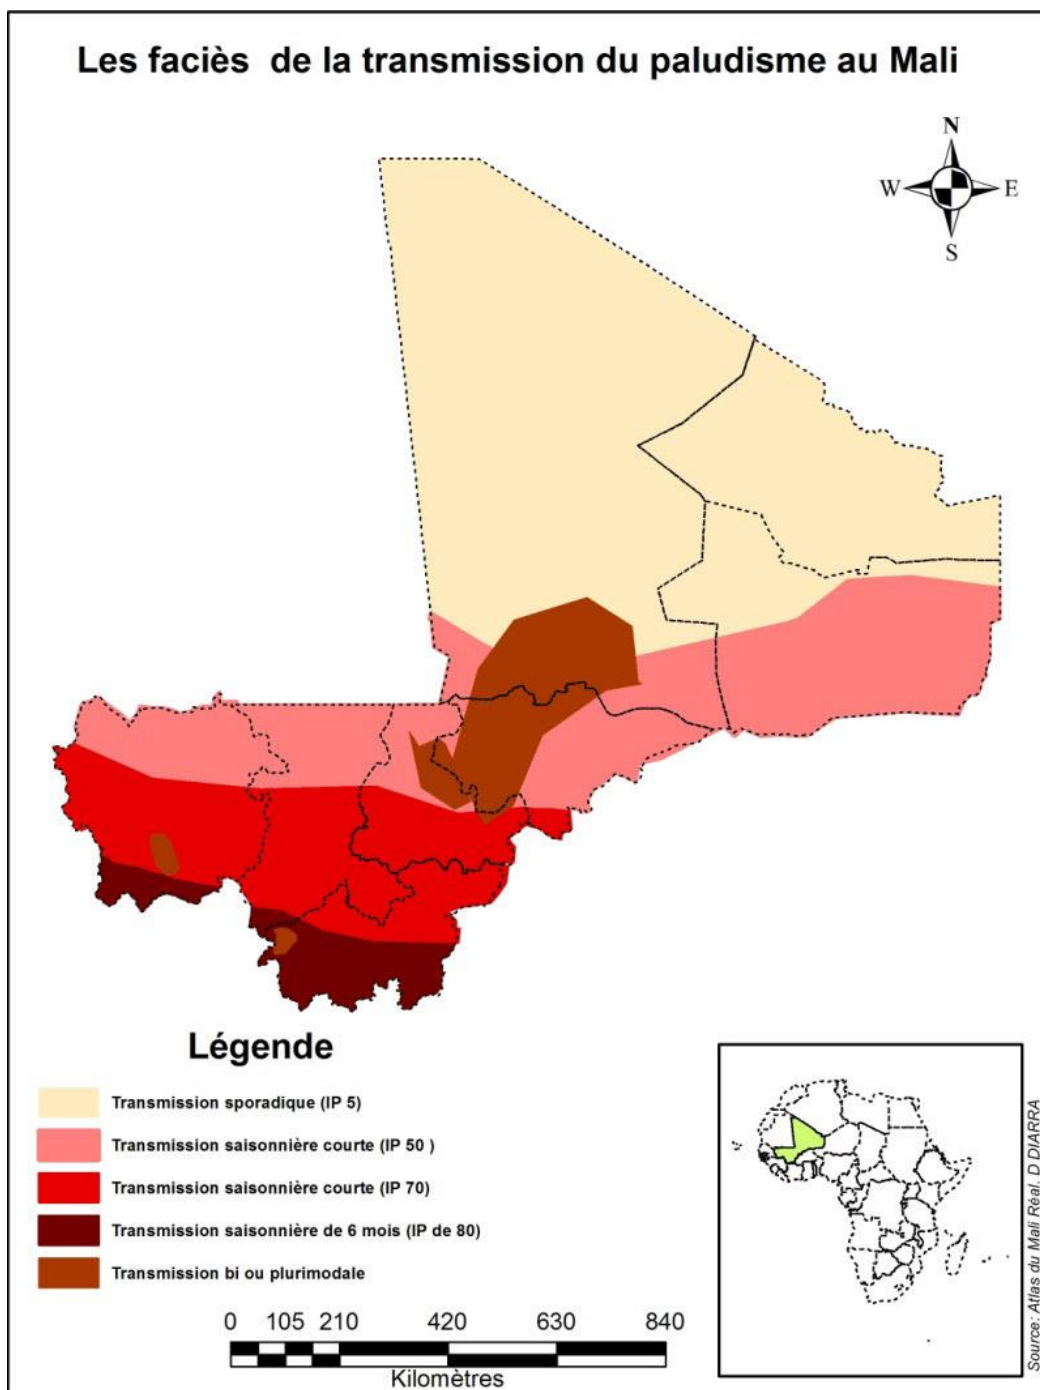 Les faciès de la transmission du paludisme au Mali
N
W E
S
Légende
Transmission sporadique (IP 5)
Transmission saisonnière courte (IP 50 )
Transmission saisonnière courte (IP 70)
Transmission saisonnière de 6 mois (IP de 80)
Transmission bi ou plurimodale
0 105 210 420 630 840
Kilomètres
Source: Atlas du Mali Réal. D DIARRA